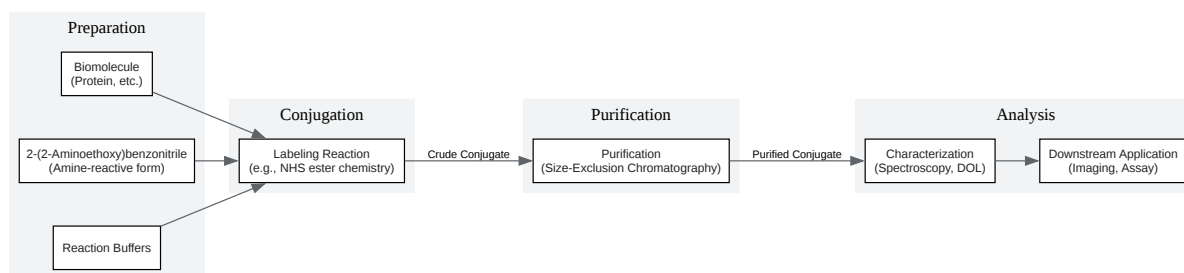 Preparation
Biomolecule
(Protein, etc.)
2-(2-Aminoethoxy)benzonitrile
(Amine-reactive form)
Reaction Buffers
Conjugation
Labeling Reaction
(e.g., NHS ester chemistry)
Crude Conjugate
Purification
Purification
(Size-Exclusion Chromatography)
Purified Conjugate
Analysis
Characterization
(Spectroscopy, DOL)
Downstream Application
(Imaging, Assay)